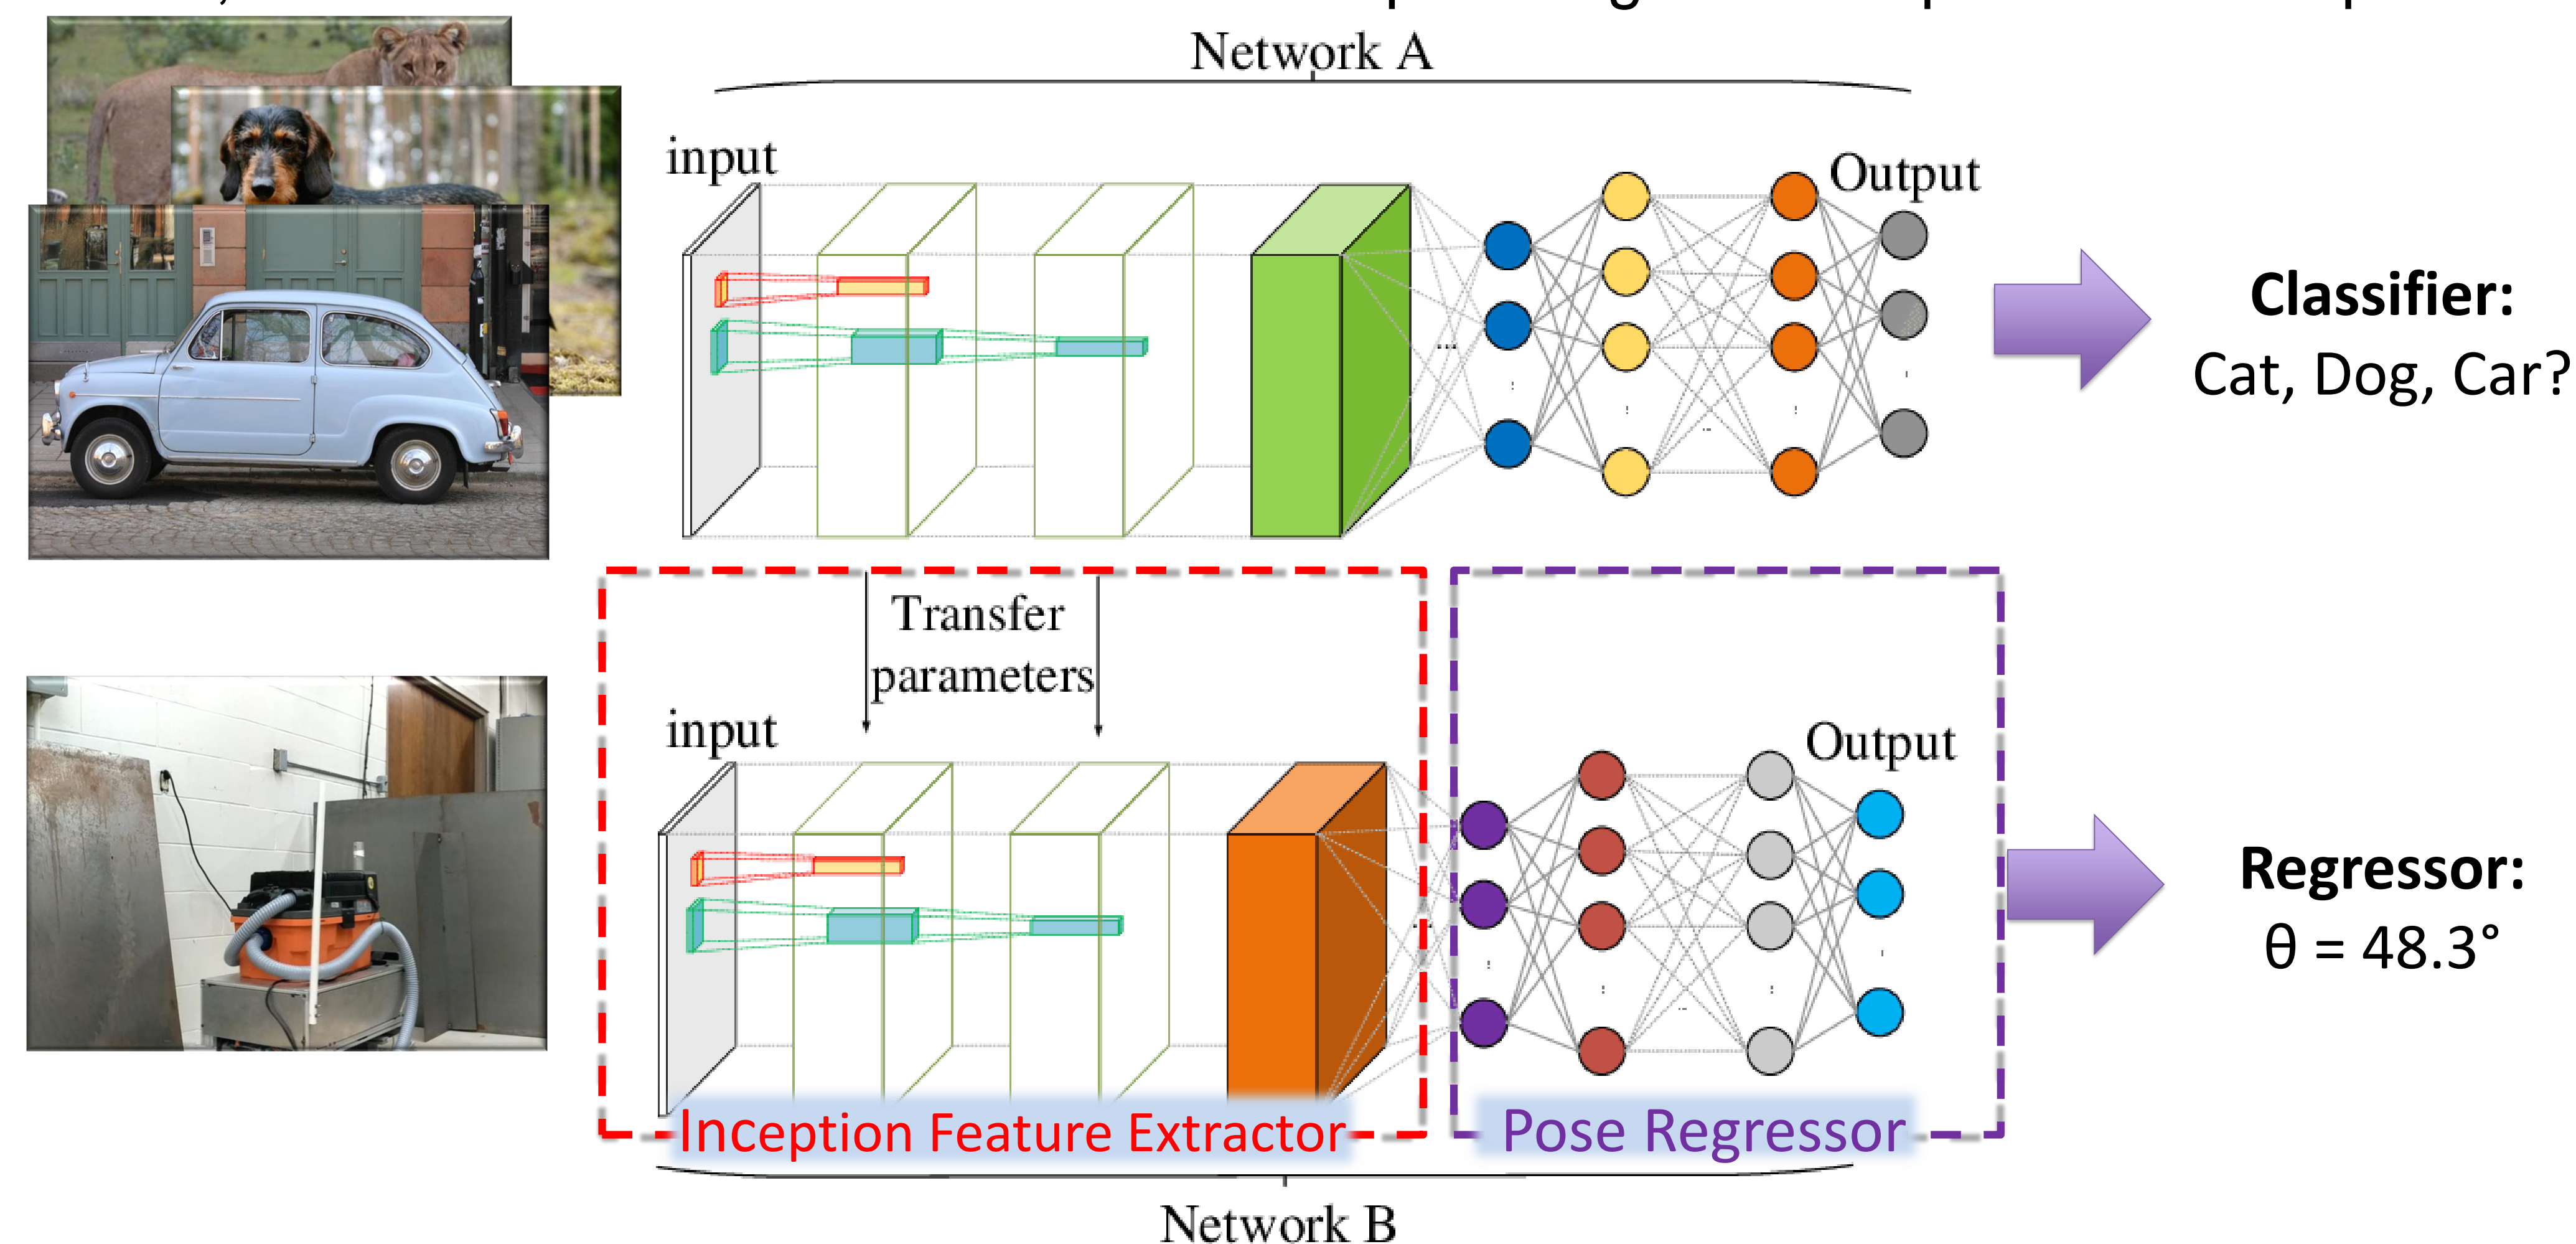 Network A
input
Output
Classifier:
Cat, Dog, Car?
Transfer
parameters
input
Output
Regressor:
θ = 48.3°
Inception Feature Extractor
Pose Regressor
Network B